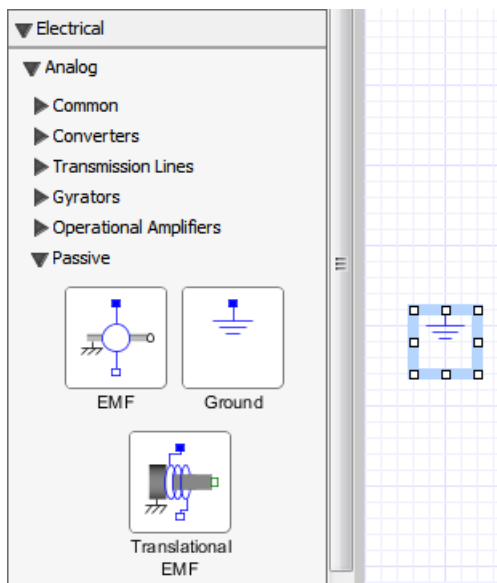 Electrical
Analog
Common
Converters
Transmission Lines
Gyrators
Operational Amplifiers
Passive
EMF
Ground
Translational
EMF